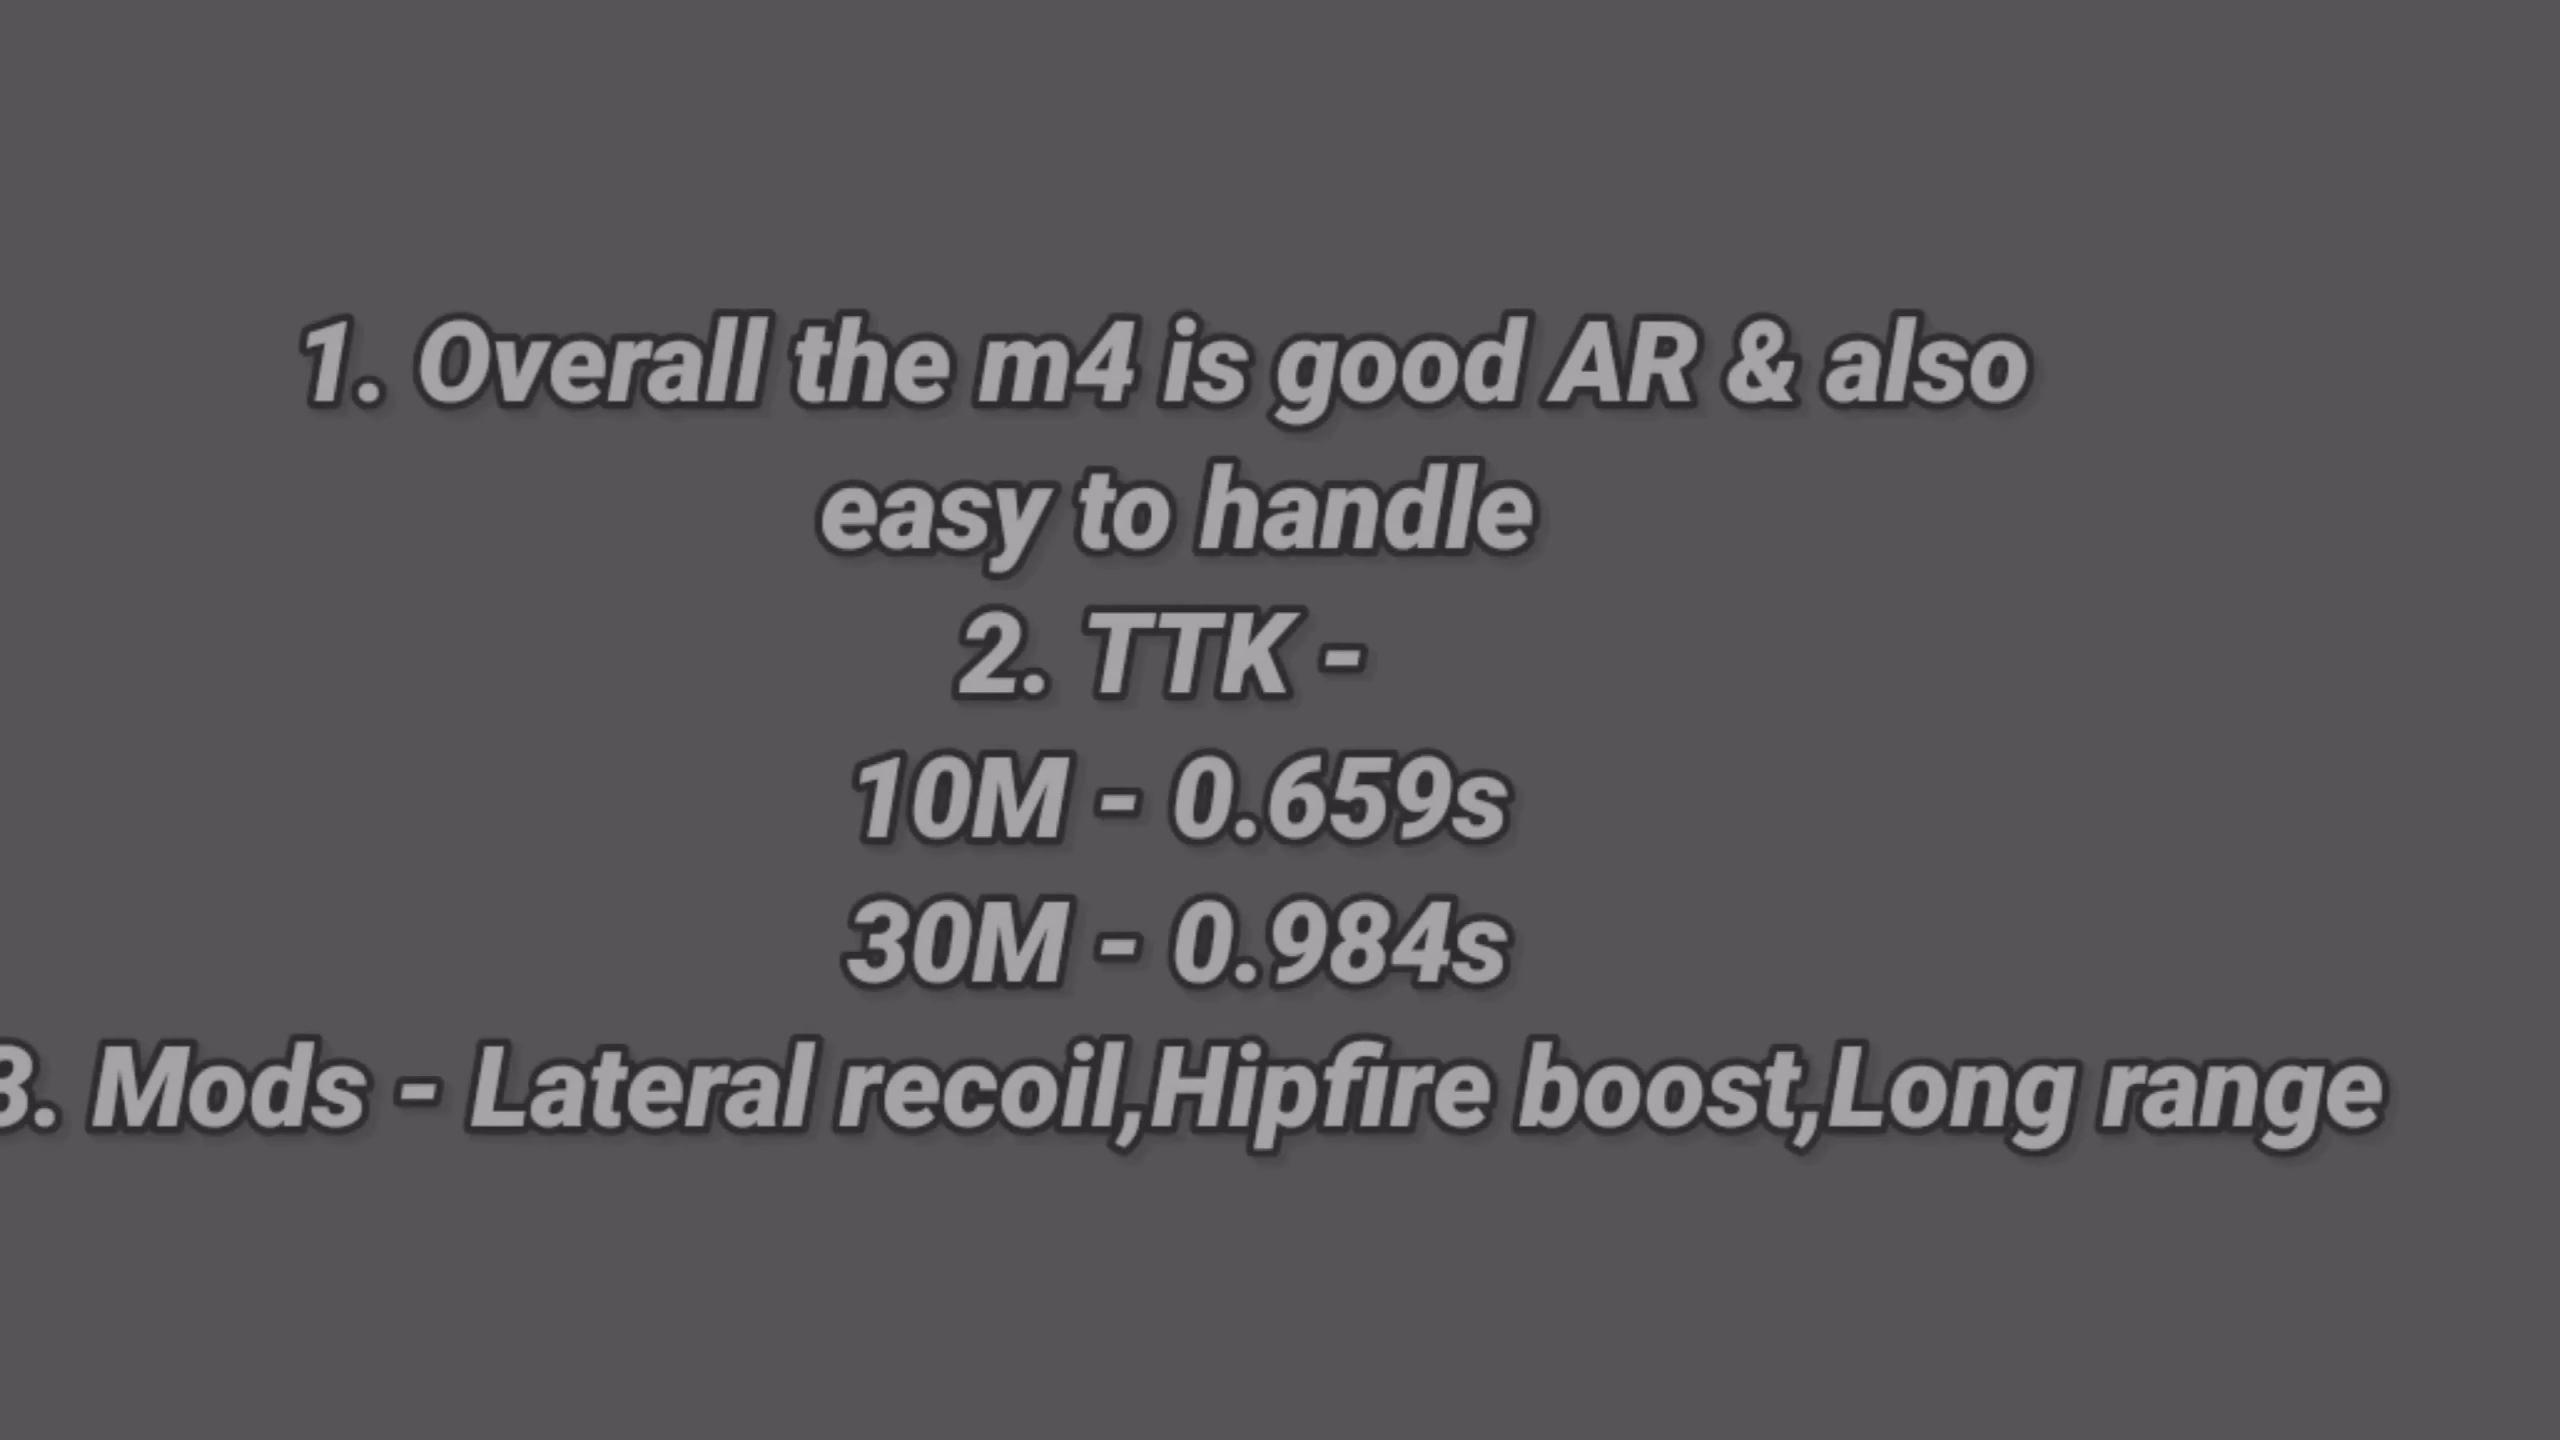 1. Overall the m4 is good AR & also
easy to handle
2. TTK -
10M - 0.659s
30M - 0.984s
3. Mods - Lateral recoil,Hipfire boost,Long range